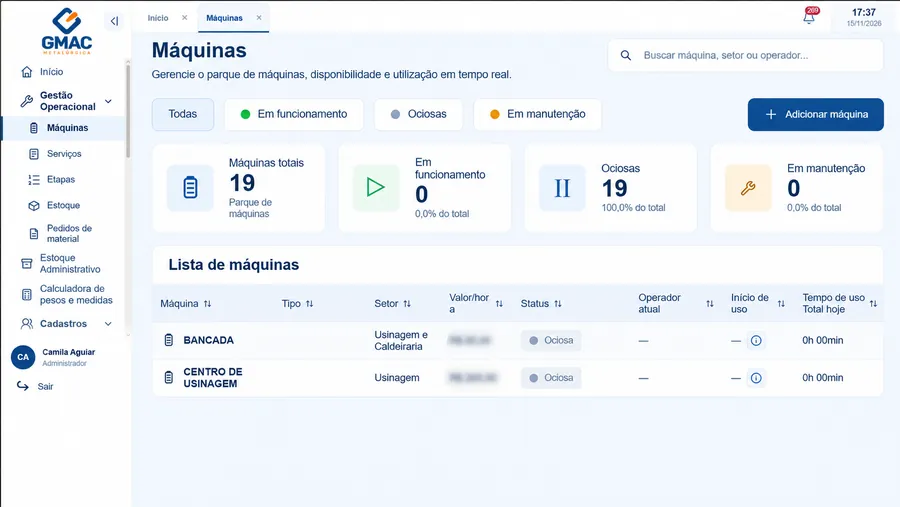 GMAC
METALÚRGICA
Início
Gestão
Operacional
Máquinas
Serviços
Etapas
Estoque
Pedidos de
material
Estoque
Administrativo
Calculadora de
pesos e medidas
Cadastros
CA
Camila Aguiar
Administrador
Sair
Início ×
Máquinas ×
269
17:37
15/11/2026
Máquinas
Gerencie o parque de máquinas, disponibilidade e utilização em tempo real.
Buscar máquina, setor ou operador...
Todas
Em funcionamento
Ociosas
Em manutenção
+ Adicionar máquina
Máquinas totais
19
Parque de
máquinas
Em
funcionamento
0
0,0% do total
Ociosas
19
100,0% do total
Em manutenção
0
0,0% do total
Lista de máquinas
Máquina
Tipo
Setor
Valor/hor
a
Status
Operador
atual
Início de
uso
Tempo de uso
Total hoje
BANCADA
Usinagem e
Caldeiraria
Ociosa
—
—
0h 00min
CENTRO DE
USINAGEM
Usinagem
Ociosa
—
—
0h 00min